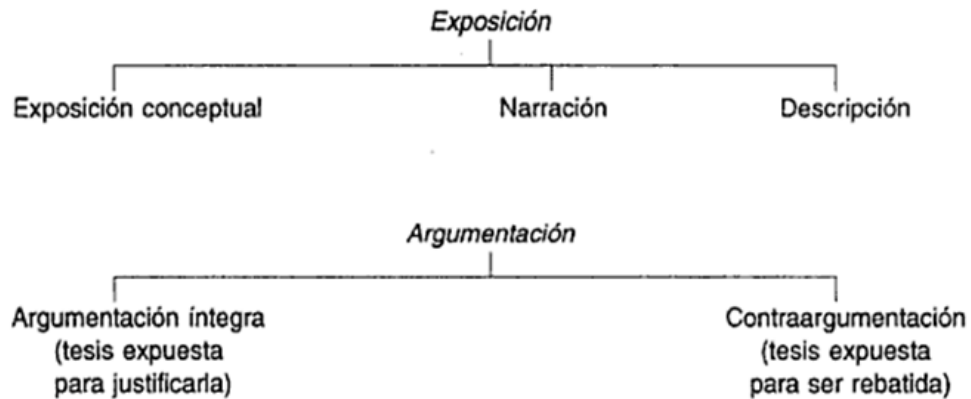 Exposición
Exposición conceptual Narración Descripción
Argumentación
Argumentación íntegra Contraargumentación
(tesis expuesta (tesis expuesta
para justificarla) para ser rebatida)